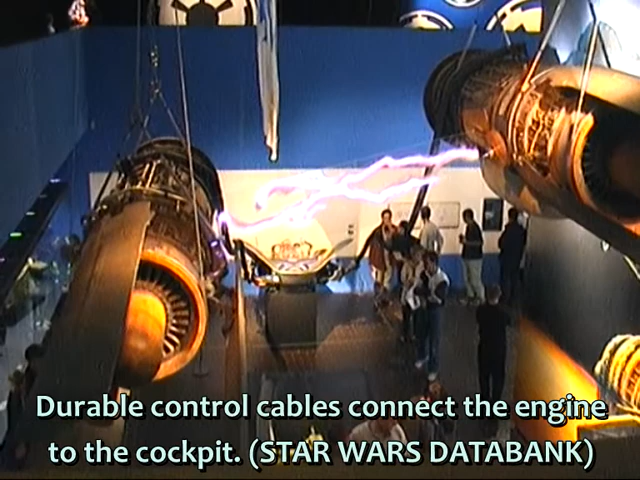 Durable control cables connect the engine
to the cockpit. (STAR WARS DATABANK)